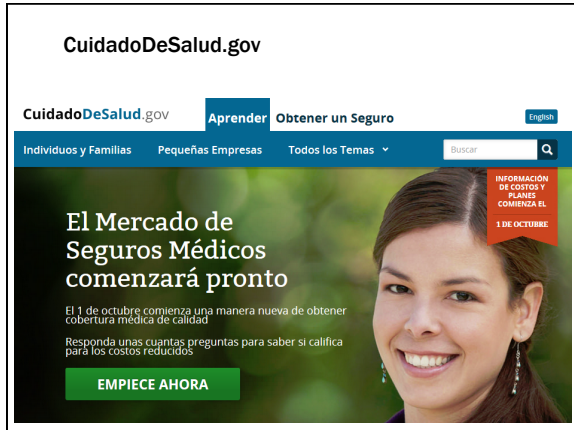 CuidadoDeSalud.gov
CuidadoDeSalud.gov
Aprender
Obtener un Seguro
English
Individuos y Familias
Pequeñas Empresas
Todos los Temas
Buscar
INFORMACIÓN
DE COSTOS Y
PLANES
COMIENZA EL
1 DE OCTUBRE
El Mercado de
Seguros Médicos
comenzará pronto
El 1 de octubre comienza una manera nueva de obtener
cobertura médica de calidad
Responda unas cuantas preguntas para saber si califica
para los costos reducidos
EMPIECE AHORA